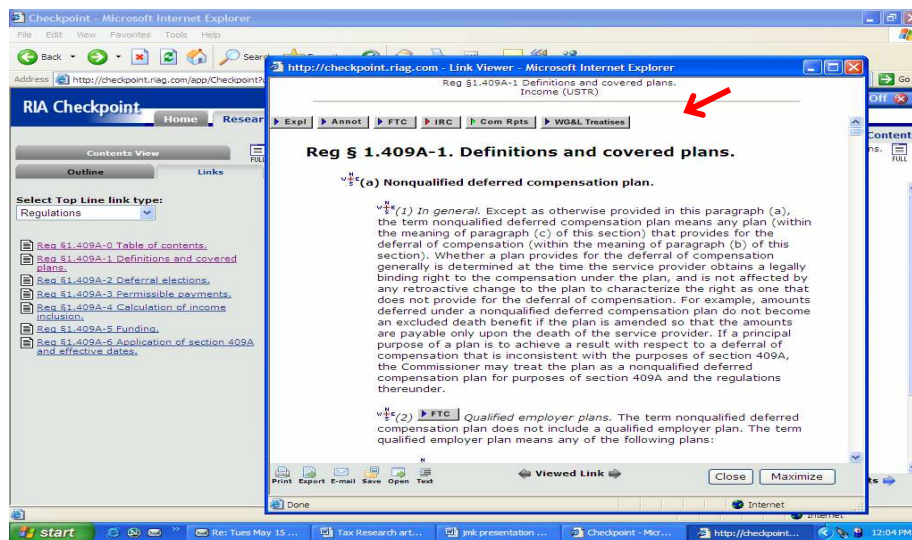 Checkpoint - Microsoft Internet Explorer
File Edit View Favorites Tools Help
Back Sear
Address http://checkpoint.riag.com/app/Checkpoint? Go
RIA Checkpoint
Home Resear
Off
Contents View
FULL
Outline Links
Select Top Line link type:
Regulations
Reg §1.409A-0 Table of contents.
Reg §1.409A-1 Definitions and covered
plans.
Reg §1.409A-2 Deferral elections.
Reg §1.409A-3 Permissible payments.
Reg §1.409A-4 Calculation of income
inclusion.
Reg §1.409A-5 Funding.
Reg §1.409A-6 Application of section 409A
and effective dates.
http://checkpoint.riag.com - Link Viewer - Microsoft Internet Explorer
Reg §1.409A-1 Definitions and covered plans.
Income (USTR)
Expl Annot FTC IRC Com Rpts WG&L Treatises
Reg § 1.409A-1. Definitions and covered plans.
(a) Nonqualified deferred compensation plan.
(1) In general. Except as otherwise provided in this paragraph (a),
the term nonqualified deferred compensation plan means any plan (within
the meaning of paragraph (c) of this section) that provides for the
deferral of compensation (within the meaning of paragraph (b) of this
section). Whether a plan provides for the deferral of compensation
generally is determined at the time the service provider obtains a legally
binding right to the compensation under the plan, and is not affected by
any retroactive change to the plan to characterize the right as one that
does not provide for the deferral of compensation. For example, amounts
deferred under a nonqualified deferred compensation plan do not become
an excluded death benefit if the plan is amended so that the amounts
are payable only upon the death of the service provider. If a principal
purpose of a plan is to achieve a result with respect to a deferral of
compensation that is inconsistent with the purposes of section 409A,
the Commissioner may treat the plan as a nonqualified deferred
compensation plan for purposes of section 409A and the regulations
thereunder.
(2) FTC Qualified employer plans. The term nonqualified deferred
compensation plan does not include a qualified employer plan. The term
qualified employer plan means any of the following
plans:
Print Export E-mail Save Open Text
Viewed Link
Close Maximize
Done Internet
Content
ns. FULL
ts
Internet
start
Re: Tues May 15 ...
Tax Research art...
jmk presentation ...
Checkpoint - Micr...
http://checkpoint...
12:04 PM